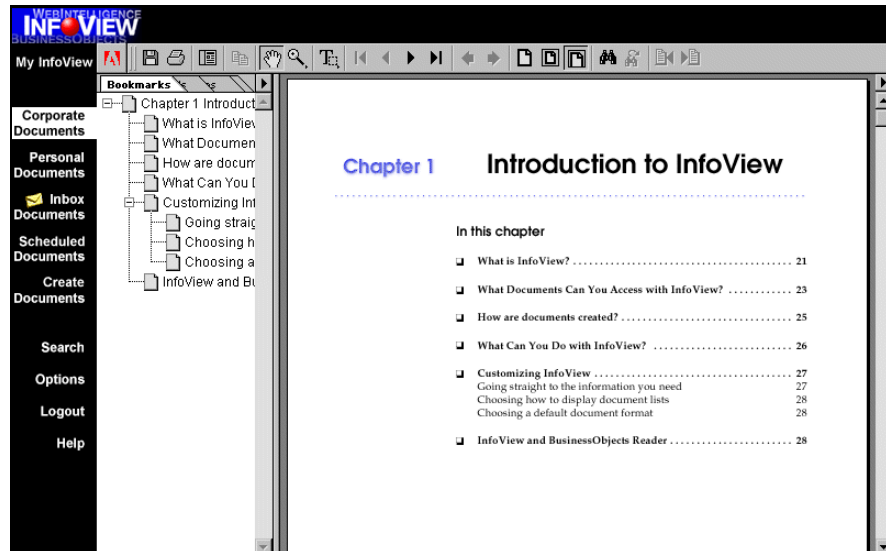 WEBINTELLIGENCE
INFOVIEW
BUSINESSOBJECTS
My InfoView
Corporate
Documents
Personal
Documents
Inbox
Documents
Scheduled
Documents
Create
Documents
Search
Options
Logout
Help
Bookmarks
Chapter 1 Introduct
What is InfoView
What Documen
How are docum
What Can You
Customizing Int
Going straig
Choosing h
Choosing a
InfoView and Bu
Chapter 1 Introduction to InfoView
In this chapter
❑ What is InfoView? . . . . . . . . . . . . . . . . . . . . . . . . . . . . . . . . . . . . . . . . . 21
❑ What Documents Can You Access with InfoView? . . . . . . . . . . . . 23
❑ How are documents created? . . . . . . . . . . . . . . . . . . . . . . . . . . . . . . . . 25
❑ What Can You Do with InfoView? . . . . . . . . . . . . . . . . . . . . . . . . . . 26
❑ Customizing InfoView . . . . . . . . . . . . . . . . . . . . . . . . . . . . . . . . . . . . . 27
Going straight to the information you need 27
Choosing how to display document lists 28
Choosing a default document format 28
❑ InfoView and BusinessObjects Reader . . . . . . . . . . . . . . . . . . . . . . . 28